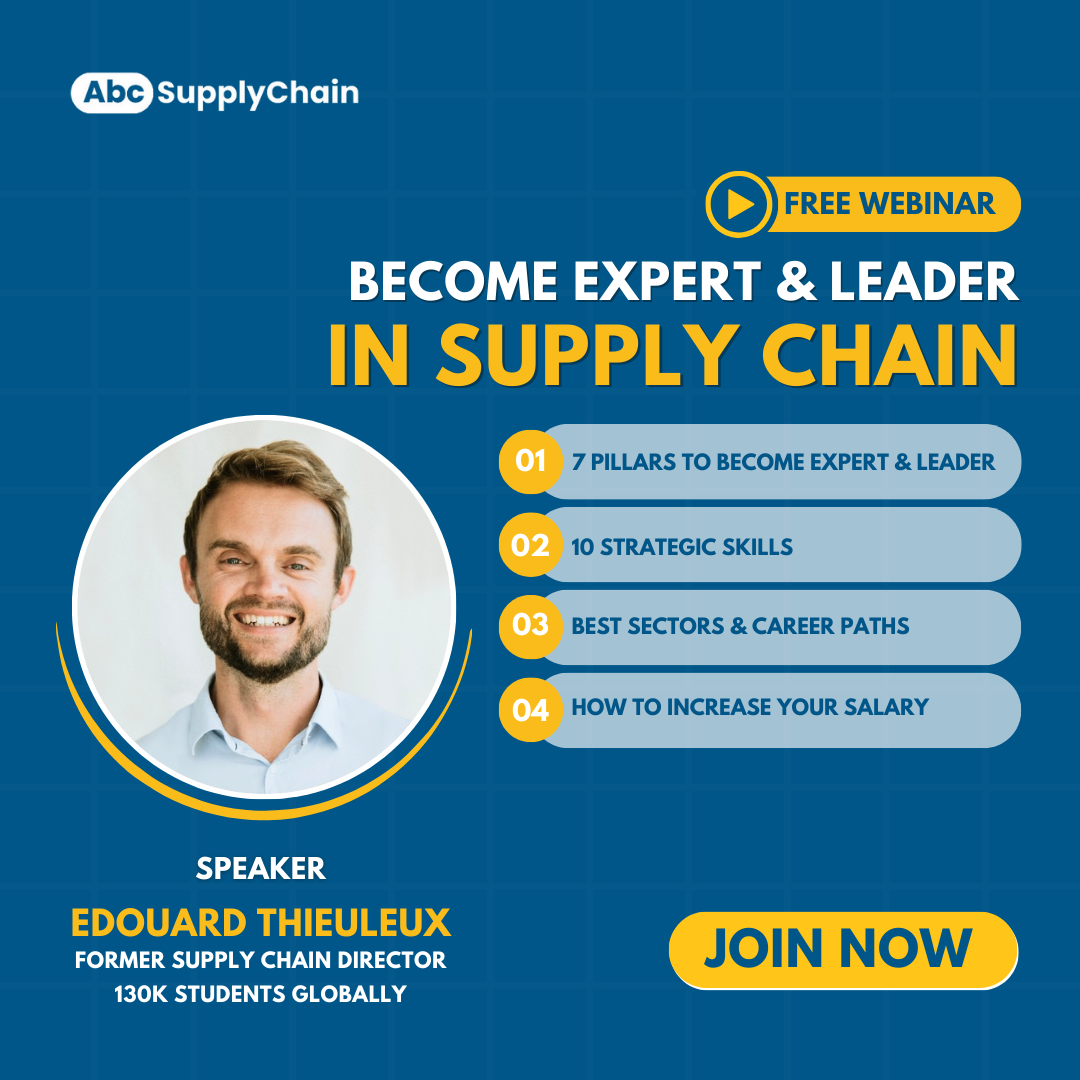 Abc SupplyChain
FREE WEBINAR
BECOME EXPERT & LEADER
IN SUPPLY CHAIN
01 7 PILLARS TO BECOME EXPERT & LEADER
02 10 STRATEGIC SKILLS
03 BEST SECTORS & CAREER PATHS
04 HOW TO INCREASE YOUR SALARY
SPEAKER
EDOUARD THIEULEUX
FORMER SUPPLY CHAIN DIRECTOR
130K STUDENTS GLOBALLY
JOIN NOW